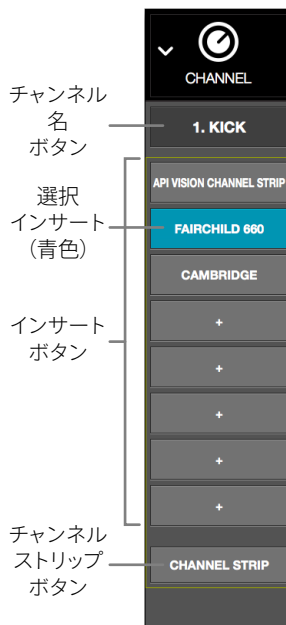 CHANNEL
チャンネル
名
ボタン
1. KICK
API VISION CHANNEL STRIP
選択
インサート
（青色）
FAIRCHILD 660
CAMBRIDGE
インサート
ボタン
+
+
+
+
+
チャンネル
ストリップ
ボタン
CHANNEL STRIP